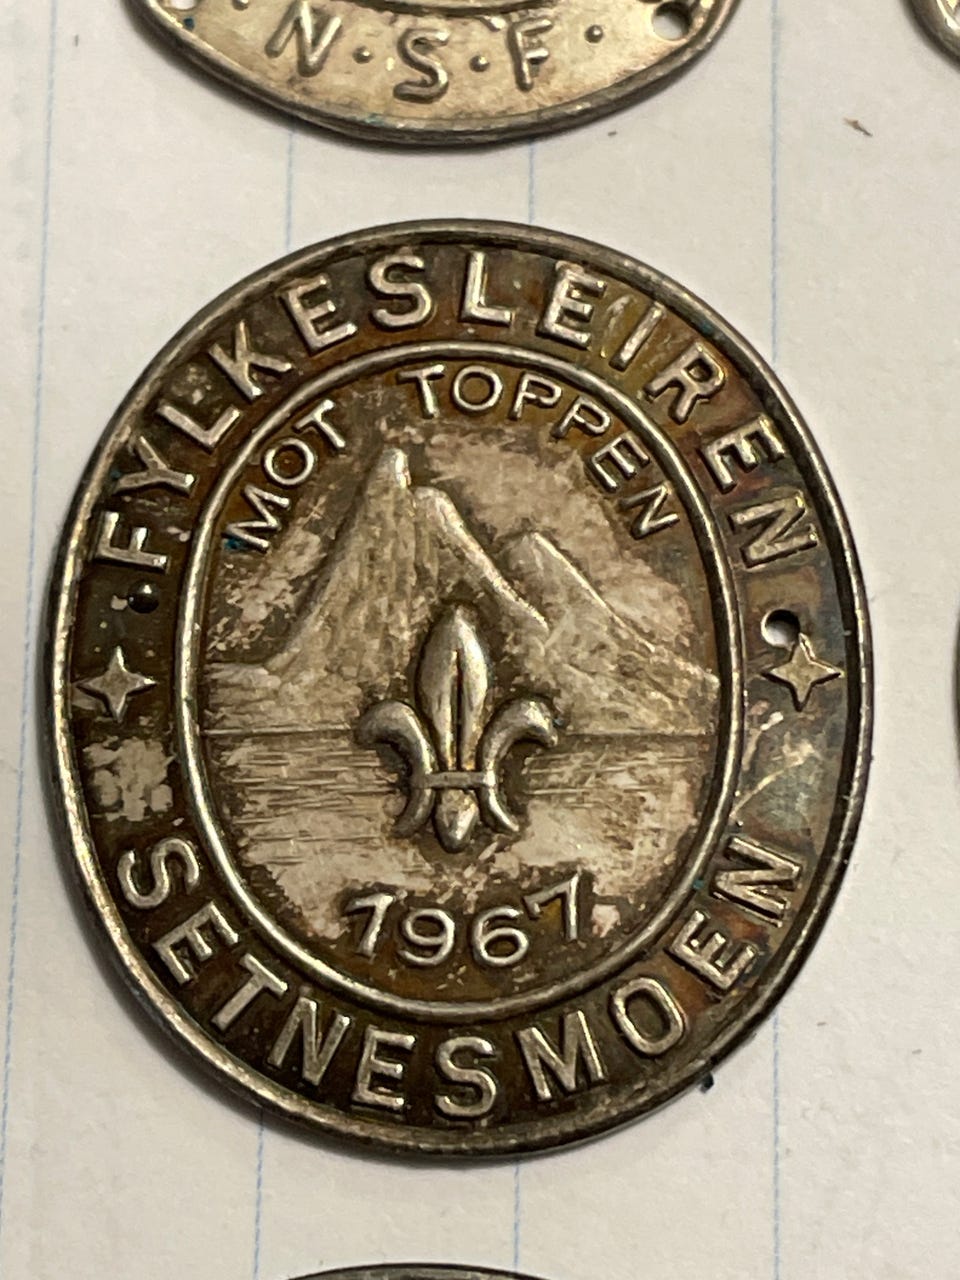 · N · S · F ·
FYLKESLEIREN
MOT TOPPEN
1967
SETNESMOEN